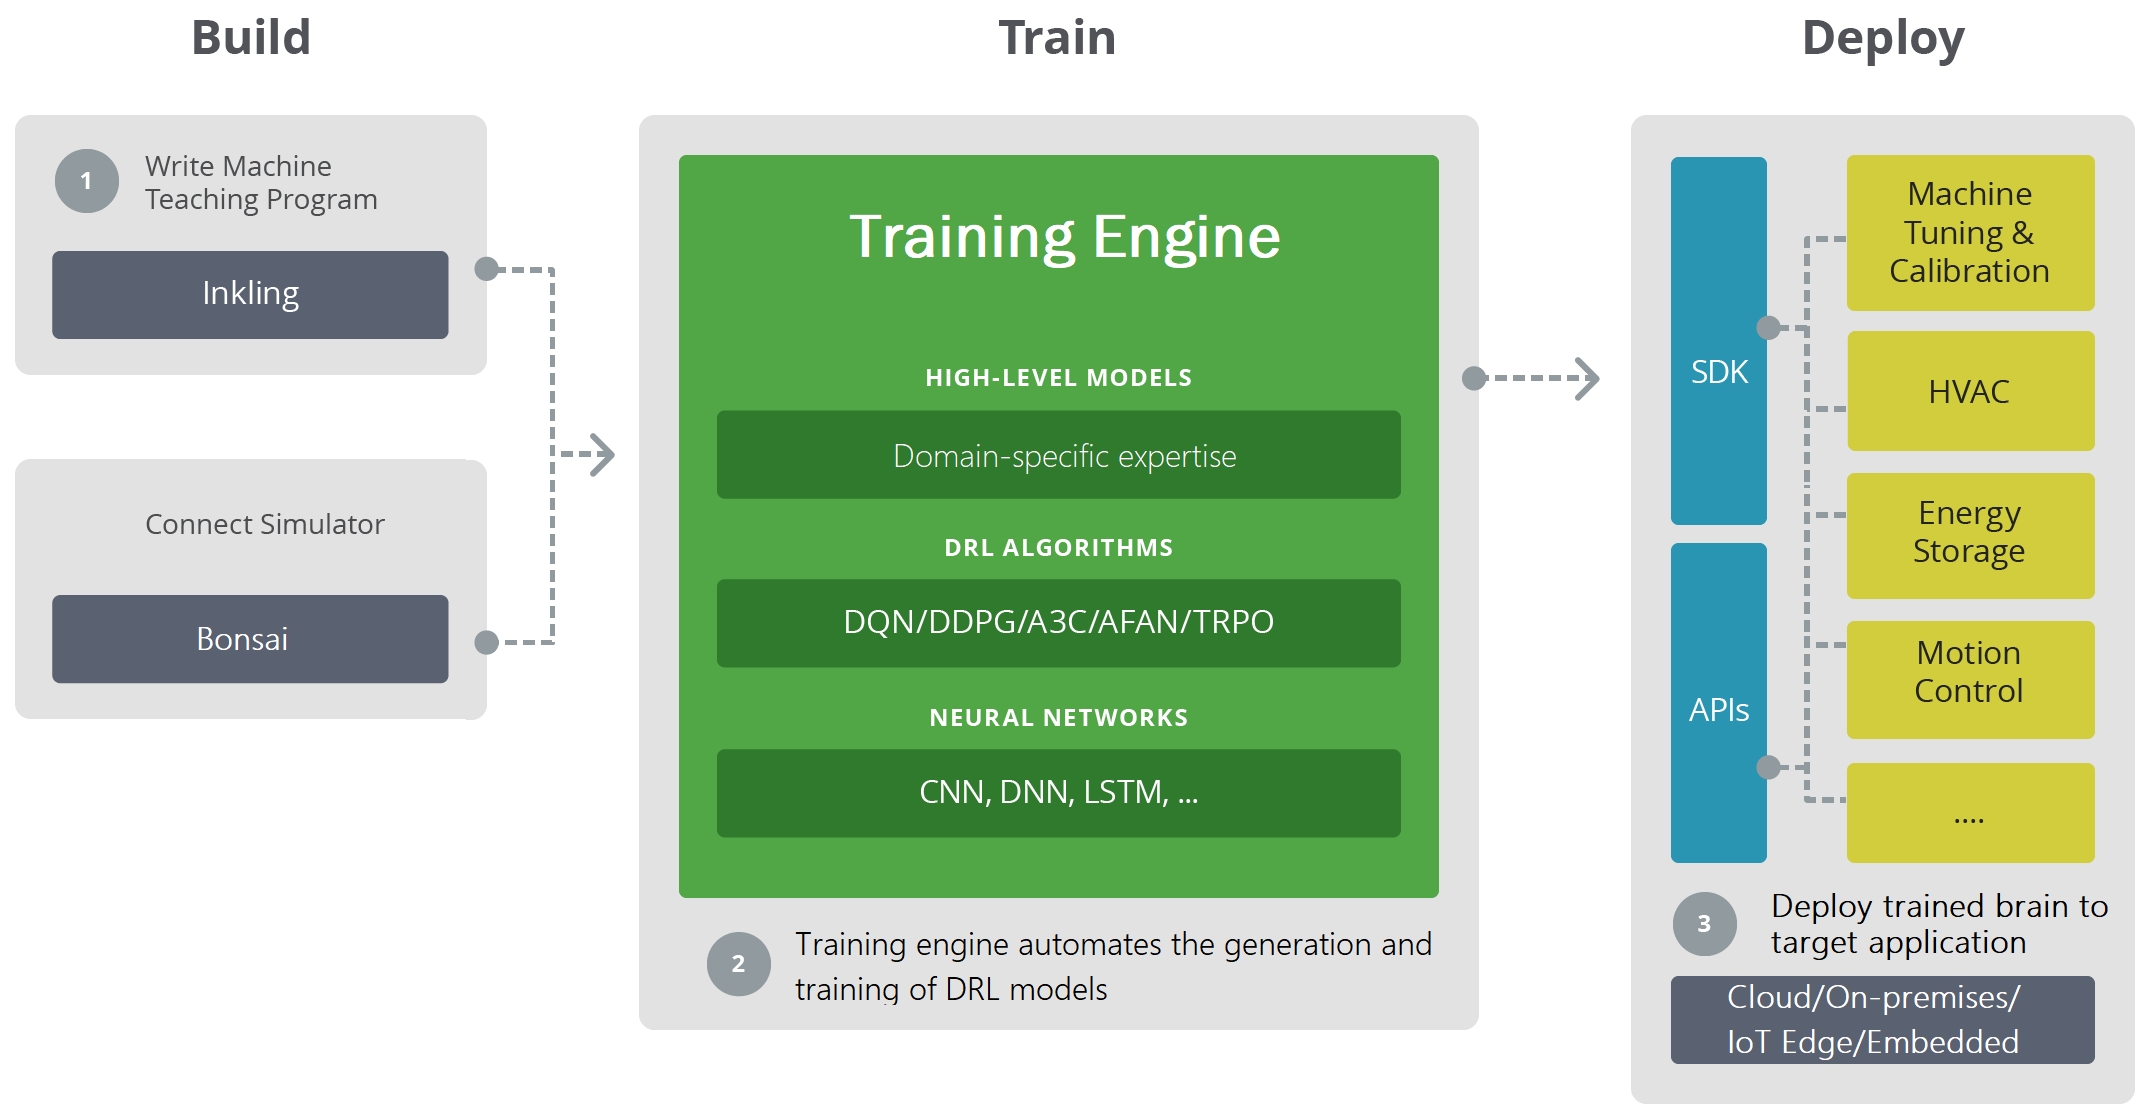 Build
1
Write Machine
Teaching Program
Inkling
Connect Simulator
Bonsai
Train
Training Engine
HIGH-LEVEL MODELS
Domain-specific expertise
DRL ALGORITHMS
DQN/DDPG/A3C/AFAN/TRPO
NEURAL NETWORKS
CNN, DNN, LSTM, ...
2
Training engine automates the generation and
training of DRL models
Deploy
SDK
APIs
Machine
Tuning &
Calibration
HVAC
Energy
Storage
Motion
Control
....
3
Deploy trained brain to
target application
Cloud/On-premises/
IoT Edge/Embedded